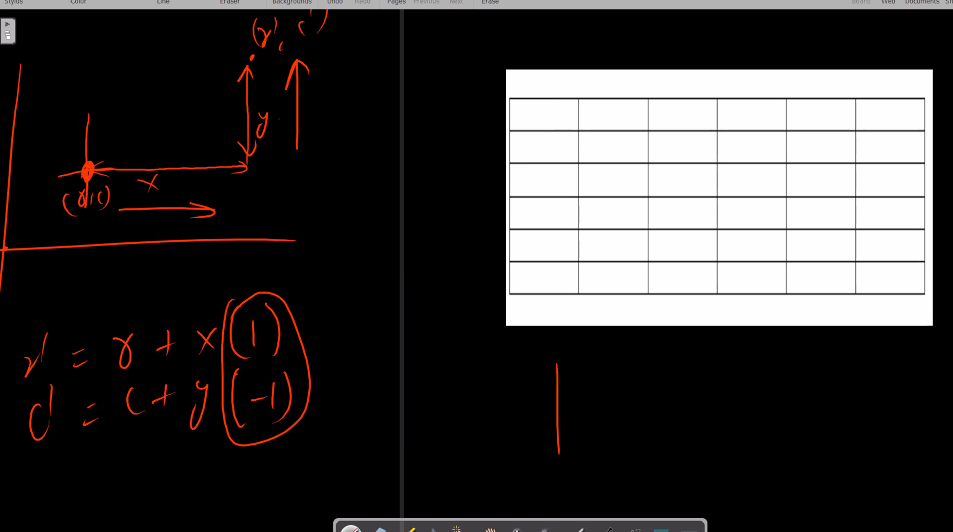 Stylus Color Line Eraser Backgrounds Undo Redo Pages Previous Next Erase Share Web Documents
(r', c')
y
x
(r, c)
r' = r + x (1)
c' = c + y (-1)